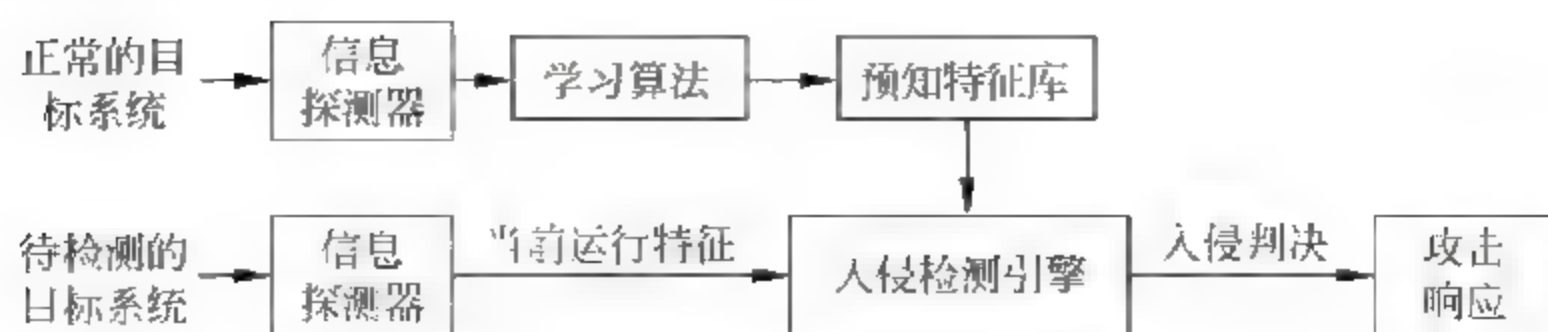 正常的目
标系统
信息
探测器
学习算法
预知特征库
待检测的
目标系统
信息
探测器
当前运行特征
入侵检测引擎
入侵判决
攻击
响应